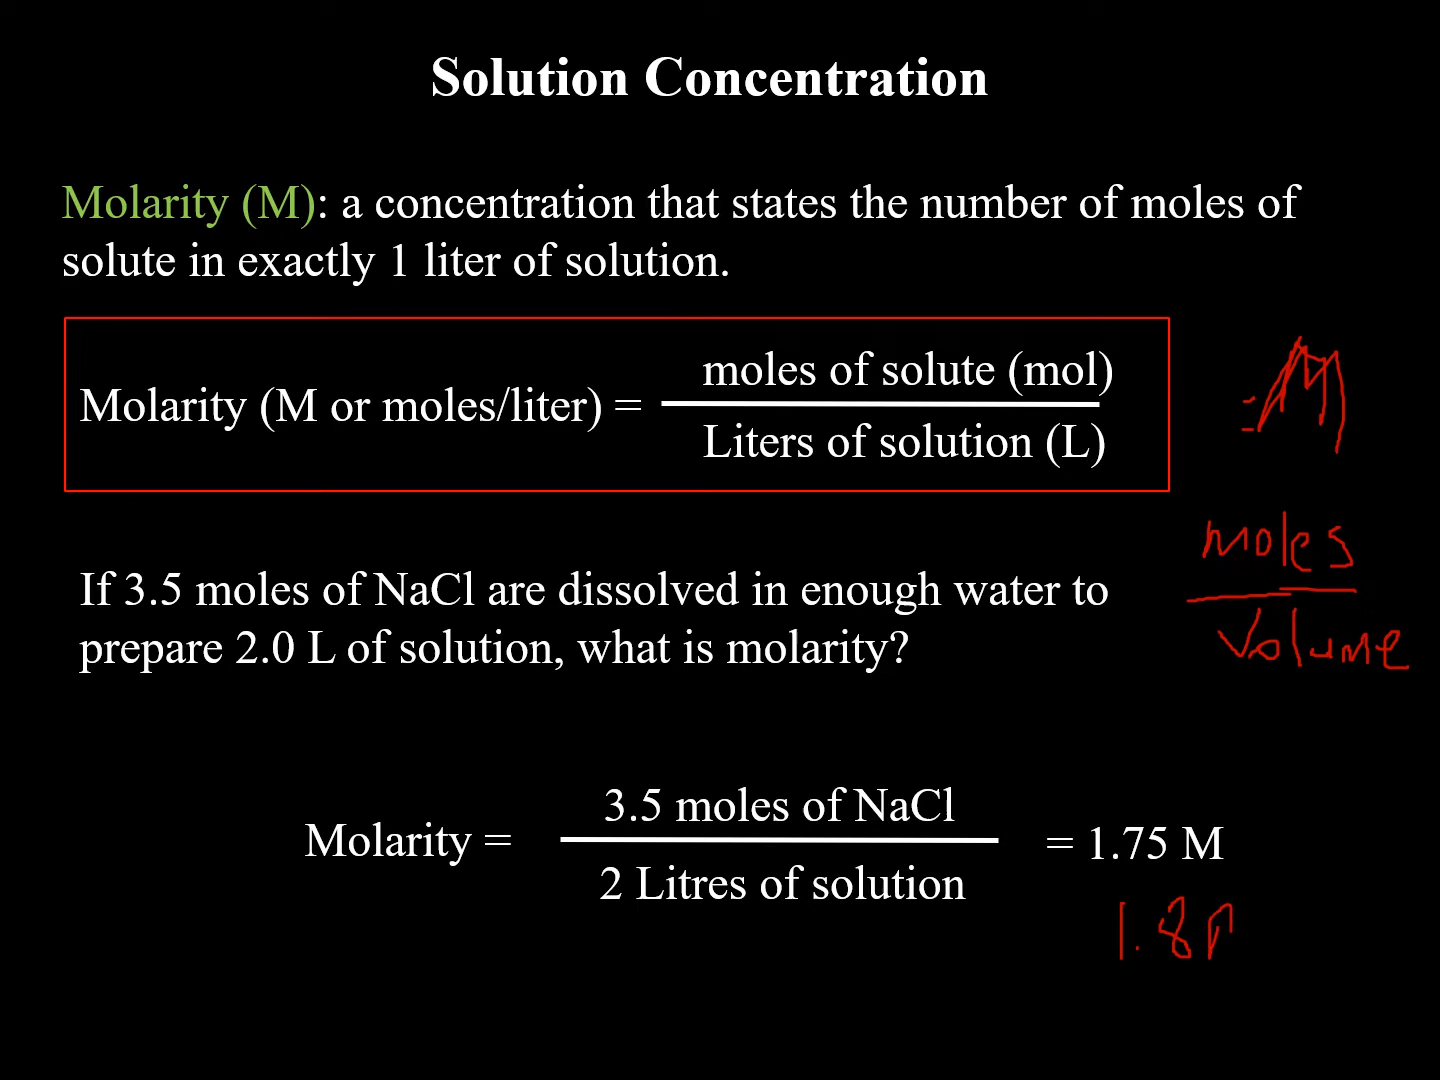 Solution Concentration
Molarity (M): a concentration that states the number of moles of
solute in exactly 1 liter of solution.
Molarity (M or moles/liter) =
moles of solute (mol)
Liters of solution (L)
= M
moles
volume
If 3.5 moles of NaCl are dissolved in enough water to
prepare 2.0 L of solution, what is molarity?
Molarity =
3.5 moles of NaCl
2 Litres of solution
= 1.75 M
1.8